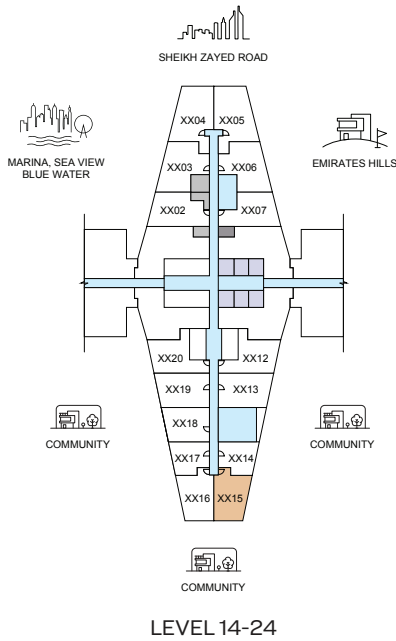 SHEIKH ZAYED ROAD
XX04 XX05
MARINA, SEA VIEW
BLUE WATER
EMIRATES HILLS
XX03 XX06
XX02 XX07
XX20 XX12
XX19 XX13
XX18
COMMUNITY
COMMUNITY
XX17 XX14
XX16 XX15
COMMUNITY
LEVEL 14-24